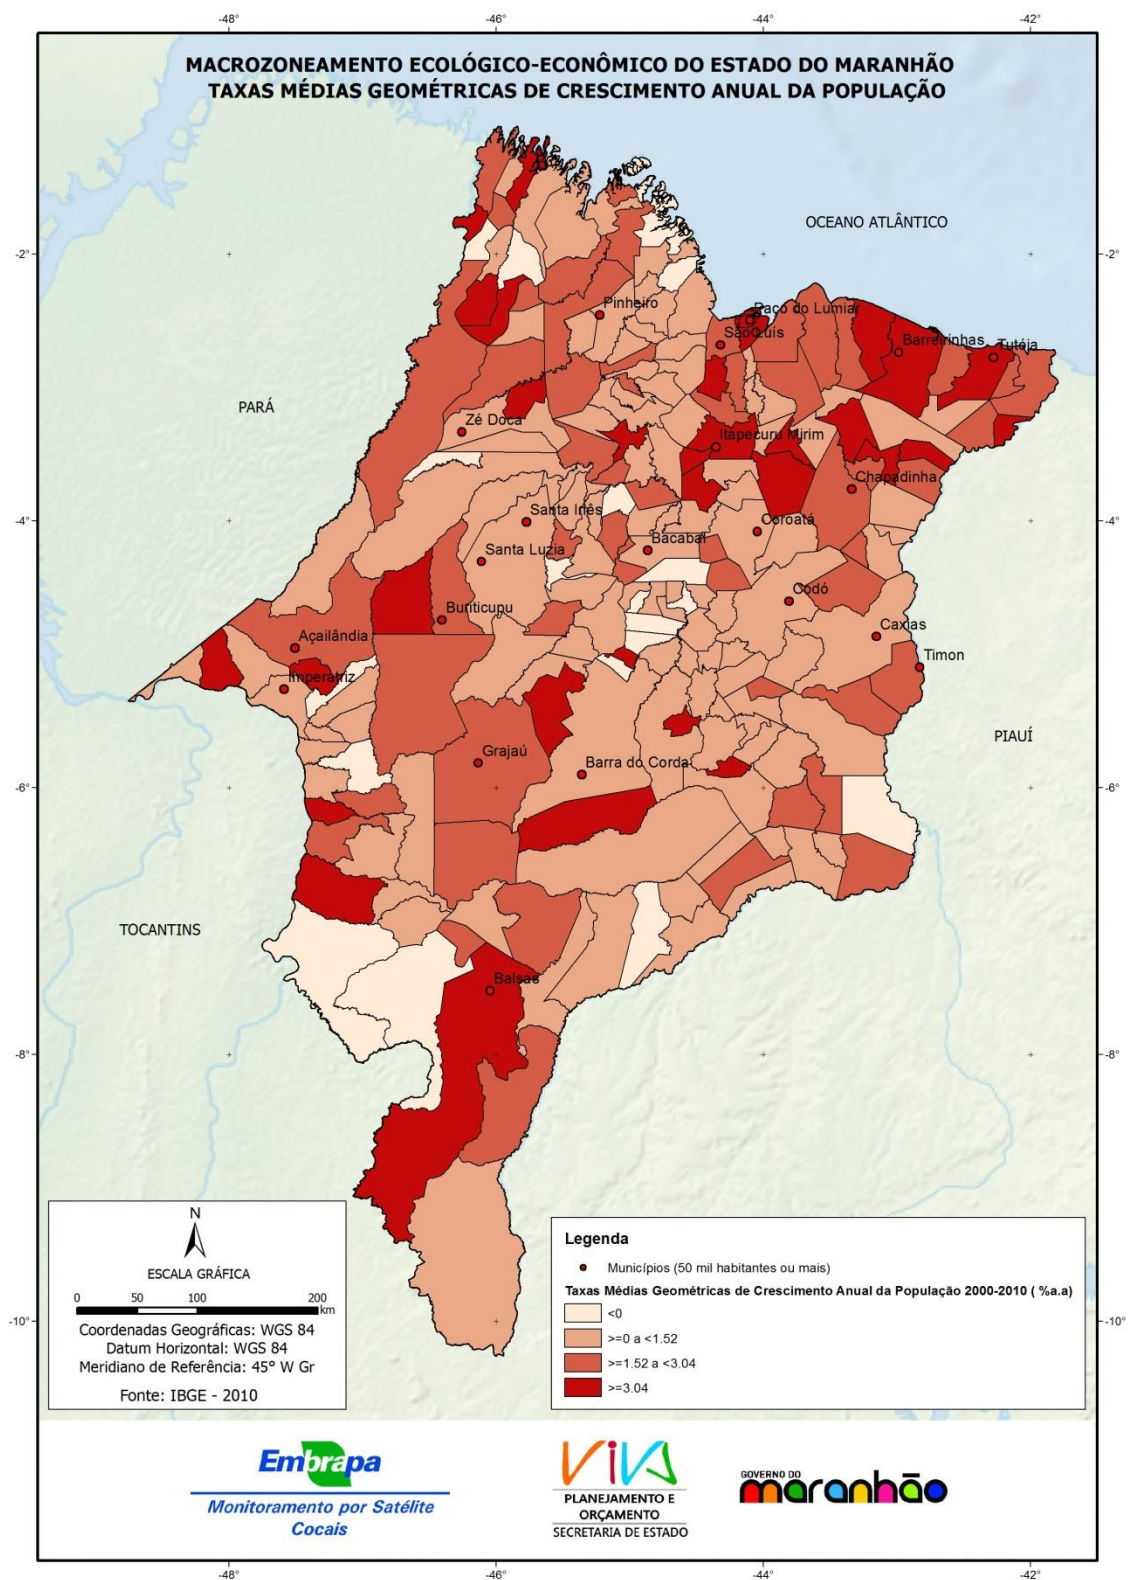 -48°
-46°
-44°
-42°
MACROZONEAMENTO ECOLÓGICO-ECONÔMICO DO ESTADO DO MARANHÃO
TAXAS MÉDIAS GEOMÉTRICAS DE CRESCIMENTO ANUAL DA POPULAÇÃO
OCEANO ATLÂNTICO
-2°
-2°
Pinheiro
Paço do Lumiar
São Luís
Barreirinhas
Tutóia
PARÁ
Zé Doca
Itapecuru Mirim
Chapadinha
-4°
-4°
Santa Inês
Coroatá
Santa Luzia
Bacabal
Codó
Buriticupu
Caxias
Açailândia
Timon
Imperatriz
PIAUÍ
Grajaú
Barra do Corda
-6°
-6°
TOCANTINS
Balsas
-8°
-8°
N
ESCALA GRÁFICA
0 50 100 200
km
Coordenadas Geográficas: WGS 84
Datum Horizontal: WGS 84
Meridiano de Referência: 45° W Gr
Fonte: IBGE - 2010
Legenda
Municípios (50 mil habitantes ou mais)
Taxas Médias Geométricas de Crescimento Anual da População 2000-2010 ( %a.a)
<0
>=0 a <1.52
>=1.52 a <3.04
>=3.04
-10°
-10°
Embrapa
Monitoramento por Satélite
Cocais
VIVA
PLANEJAMENTO E
ORÇAMENTO
SECRETARIA DE ESTADO
GOVERNO DO
maranhão
-48°
-46°
-44°
-42°